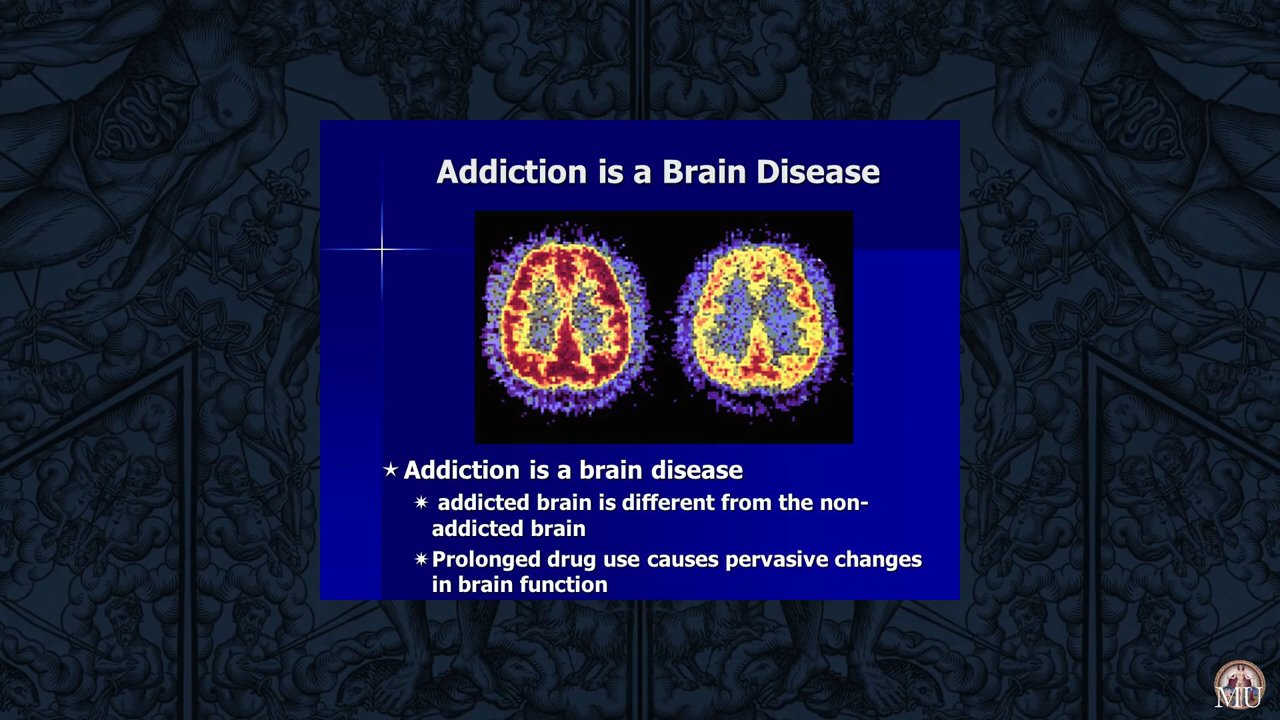 Addiction is a Brain Disease
Addiction is a brain disease
addicted brain is different from the non-
addicted brain
Prolonged drug use causes pervasive changes
in brain function
MU